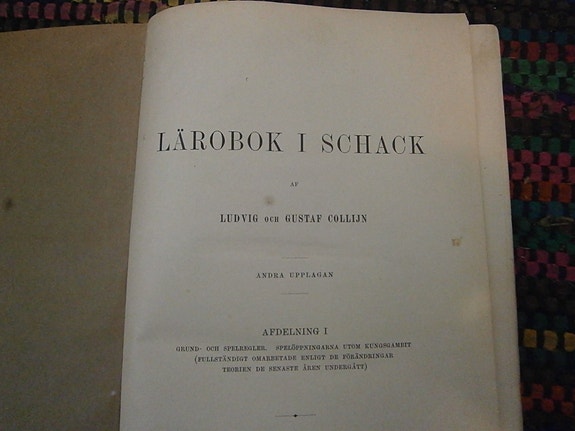 LÄROBOK I SCHACK
AF
LUDVIG OCH GUSTAF COLLIJN
ANDRA UPPLAGAN
AFDELNING I
GRUND- OCH SPELREGLER, SPELÖPPNINGARNA UTOM KUNGSGAMBIT
(FULLSTÄNDIGT OMARBETADE ENLIGT DE FÖRÄNDRINGAR
TEORIEN DE SENASTE ÅREN UNDERGÅTT)